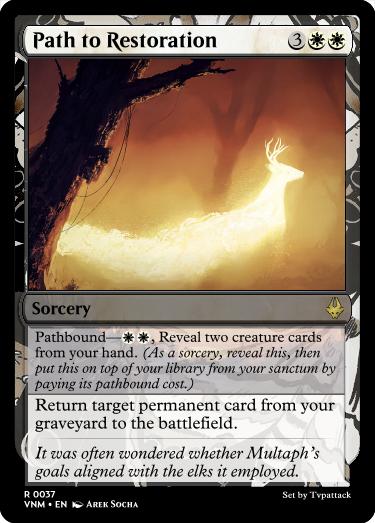 Path to Restoration 3
Sorcery
Pathbound—, Reveal two creature cards
from your hand. (As a sorcery, reveal this, then
put this on top of your library from your sanctum by
paying its pathbound cost.)
Return target permanent card from your
graveyard to the battlefield.
It was often wondered whether Multaph's
goals aligned with the elks it employed.
R 0037
VNM • EN Arek Socha
Set by Tvpattack